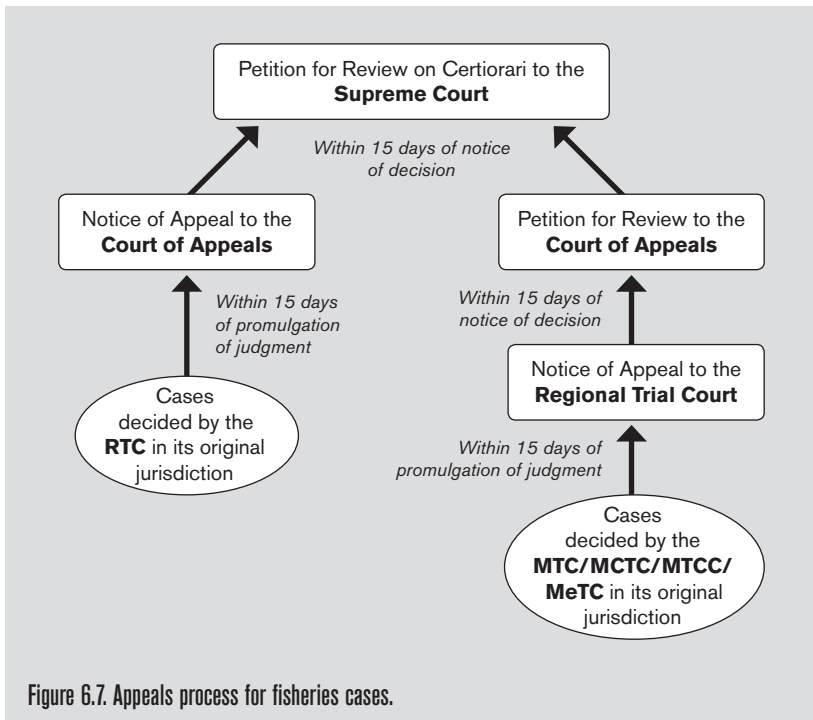 Petition for Review on Certiorari to the
Supreme Court
Within 15 days of notice
of decision
Notice of Appeal to the
Court of Appeals
Petition for Review to the
Court of Appeals
Within 15 days
of promulgation
of judgment
Within 15 days of
notice of decision
Notice of Appeal to the
Regional Trial Court
Cases
decided by the
RTC in its original
jurisdiction
Within 15 days of
promulgation of judgment
Cases
decided by the
MTC/MCTC/MTCC/
MeTC in its original
jurisdiction
Figure 6.7. Appeals process for fisheries cases.